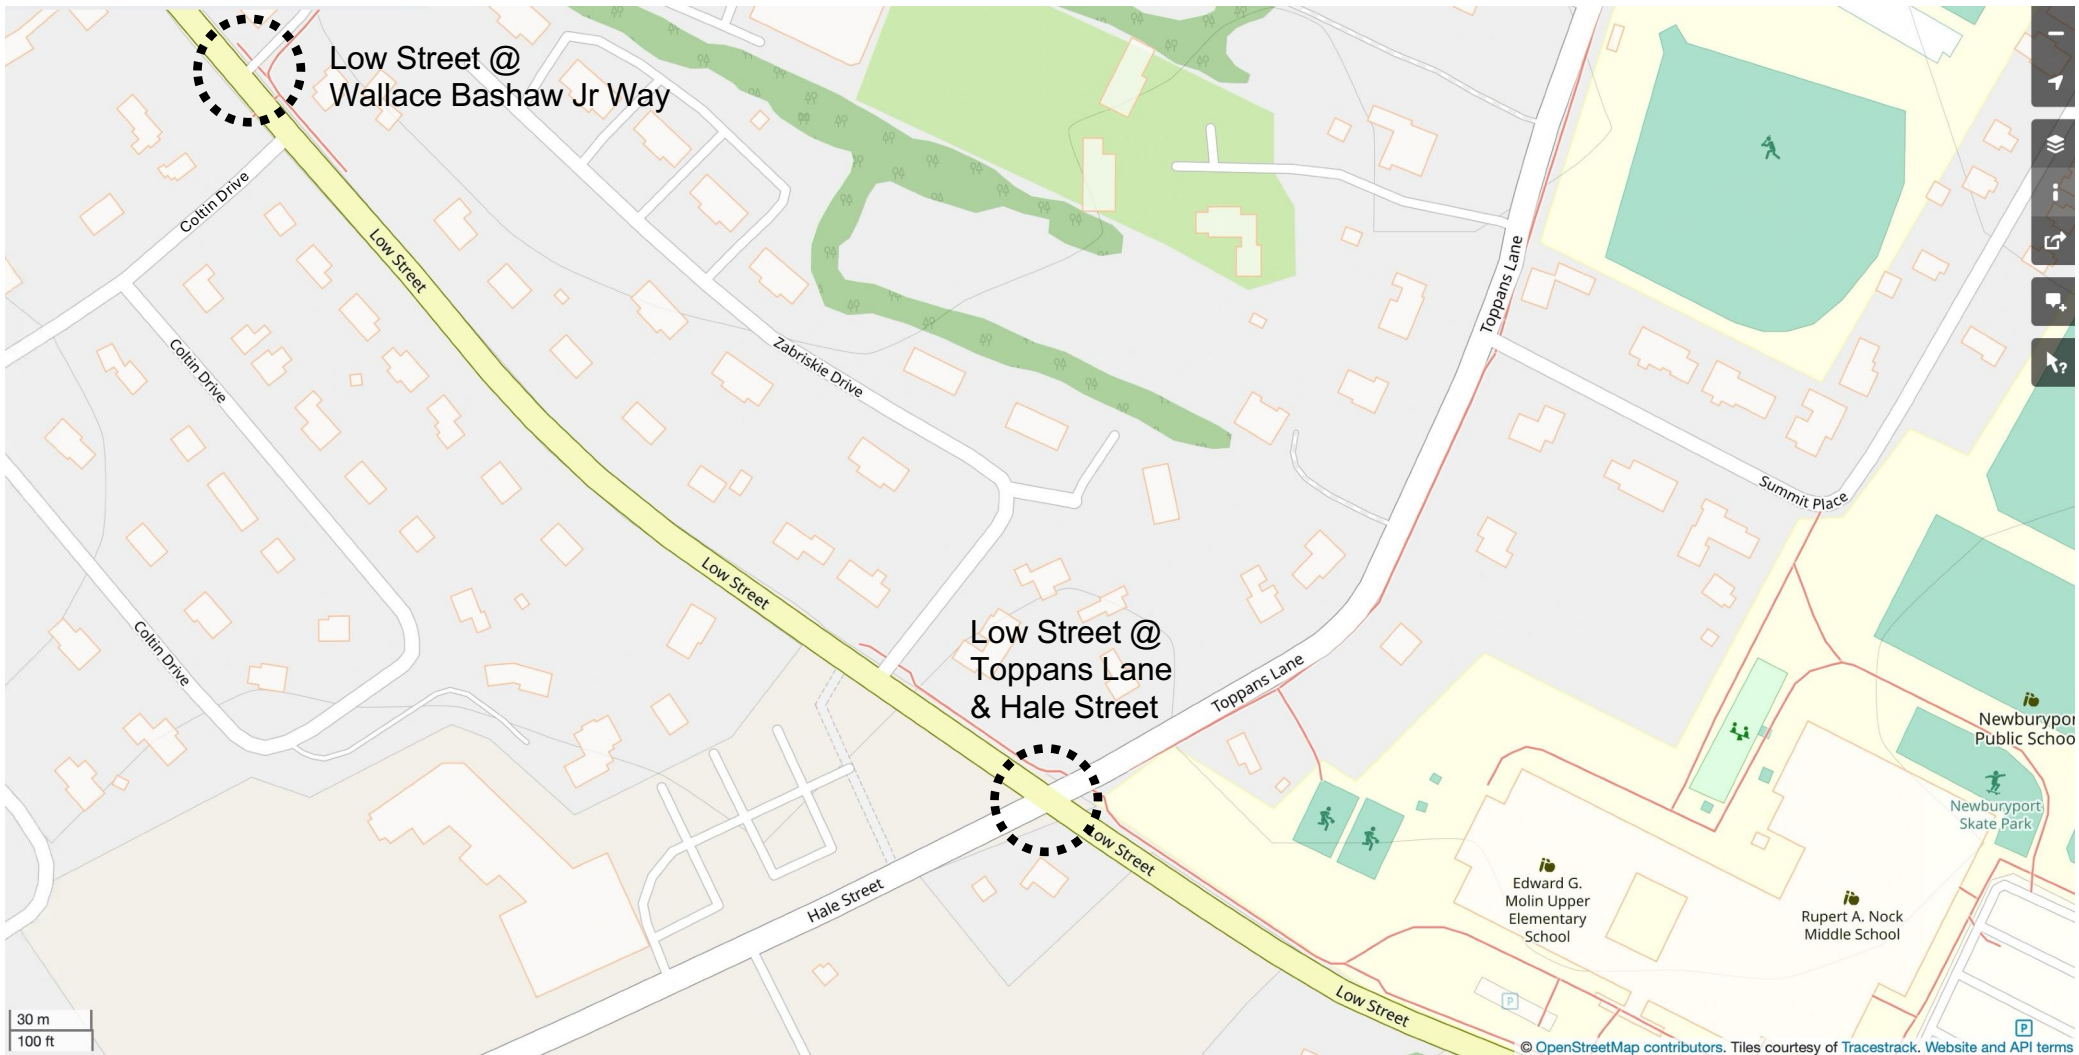 Low Street @
Wallace Bashaw Jr Way
Coltin Drive
Low Street
Toppans Lane
Coltin Drive
Zabriskie Drive
Summit Place
Low Street
Coltin Drive
Low Street @
Toppans Lane
& Hale Street
Toppans Lane
Newburypor
Public Schoo
Newburyport
Skate Park
Low Street
Hale Street
Edward G.
Molin Upper
Elementary
School
Rupert A. Nock
Middle School
Low Street
P
P
30 m
100 ft
© OpenStreetMap contributors. Tiles courtesy of Tracestrack. Website and API terms